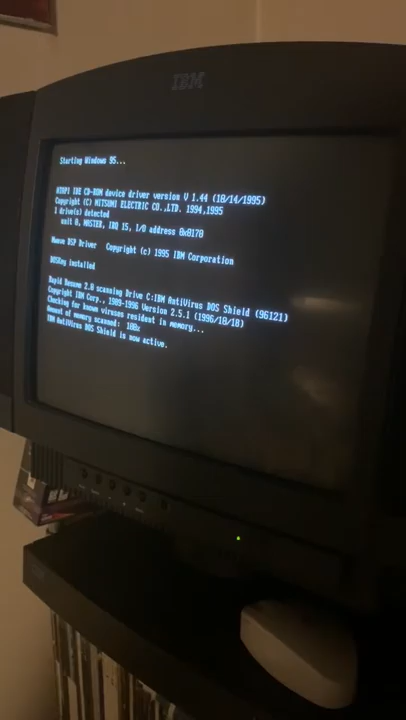 IBM
Starting Windows 95...
ATAPI IDE CD-ROM device driver version V 1.44 (10/14/1995)
Copyright (C) MITSUMI ELECTRIC CO.,LTD. 1994,1995
1 drive(s) detected
unit 0, MASTER, IRQ 15, I/O address 0x0170
Mwave DSP Driver Copyright (c) 1995 IBM Corporation
DOSKey installed
Rapid Resume 2.0 scanning Drive C:IBM AntiVirus DOS Shield (96121)
Copyright IBM Corp., 1989-1996 Version 2.5.1 (1996/10/18)
Checking for known viruses resident in memory...
Amount of memory scanned: 100%
IBM AntiVirus DOS Shield is now active.